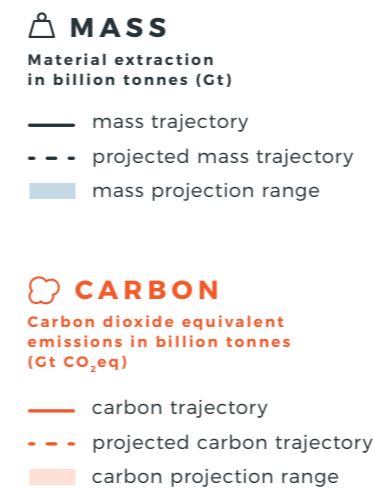 MASS
Material extraction
in billion tonnes (Gt)
mass trajectory
projected mass trajectory
mass projection range
CARBON
Carbon dioxide equivalent
emissions in billion tonnes
(Gt CO₂eq)
carbon trajectory
projected carbon trajectory
carbon projection range